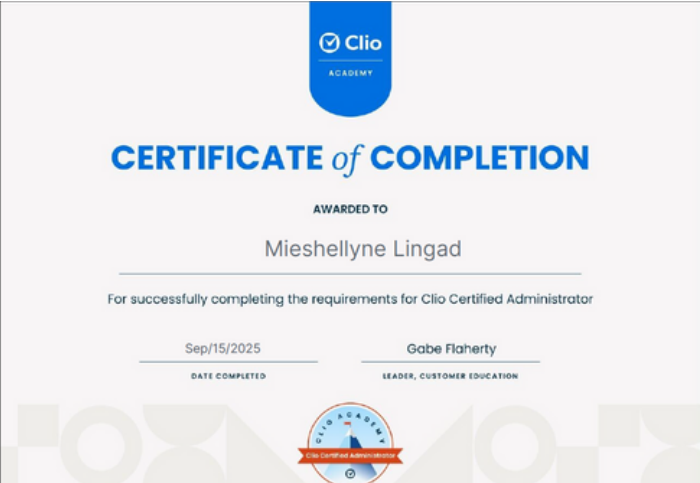 Clio
ACADEMY
CERTIFICATE of COMPLETION
AWARDED TO
Mieshellyne Lingad
For successfully completing the requirements for Clio Certified Administrator
Sep/15/2025
Gabe Flaherty
DATE COMPLETED
LEADER, CUSTOMER EDUCATION
CLIO ACADEMY
Clio Certified Administrator